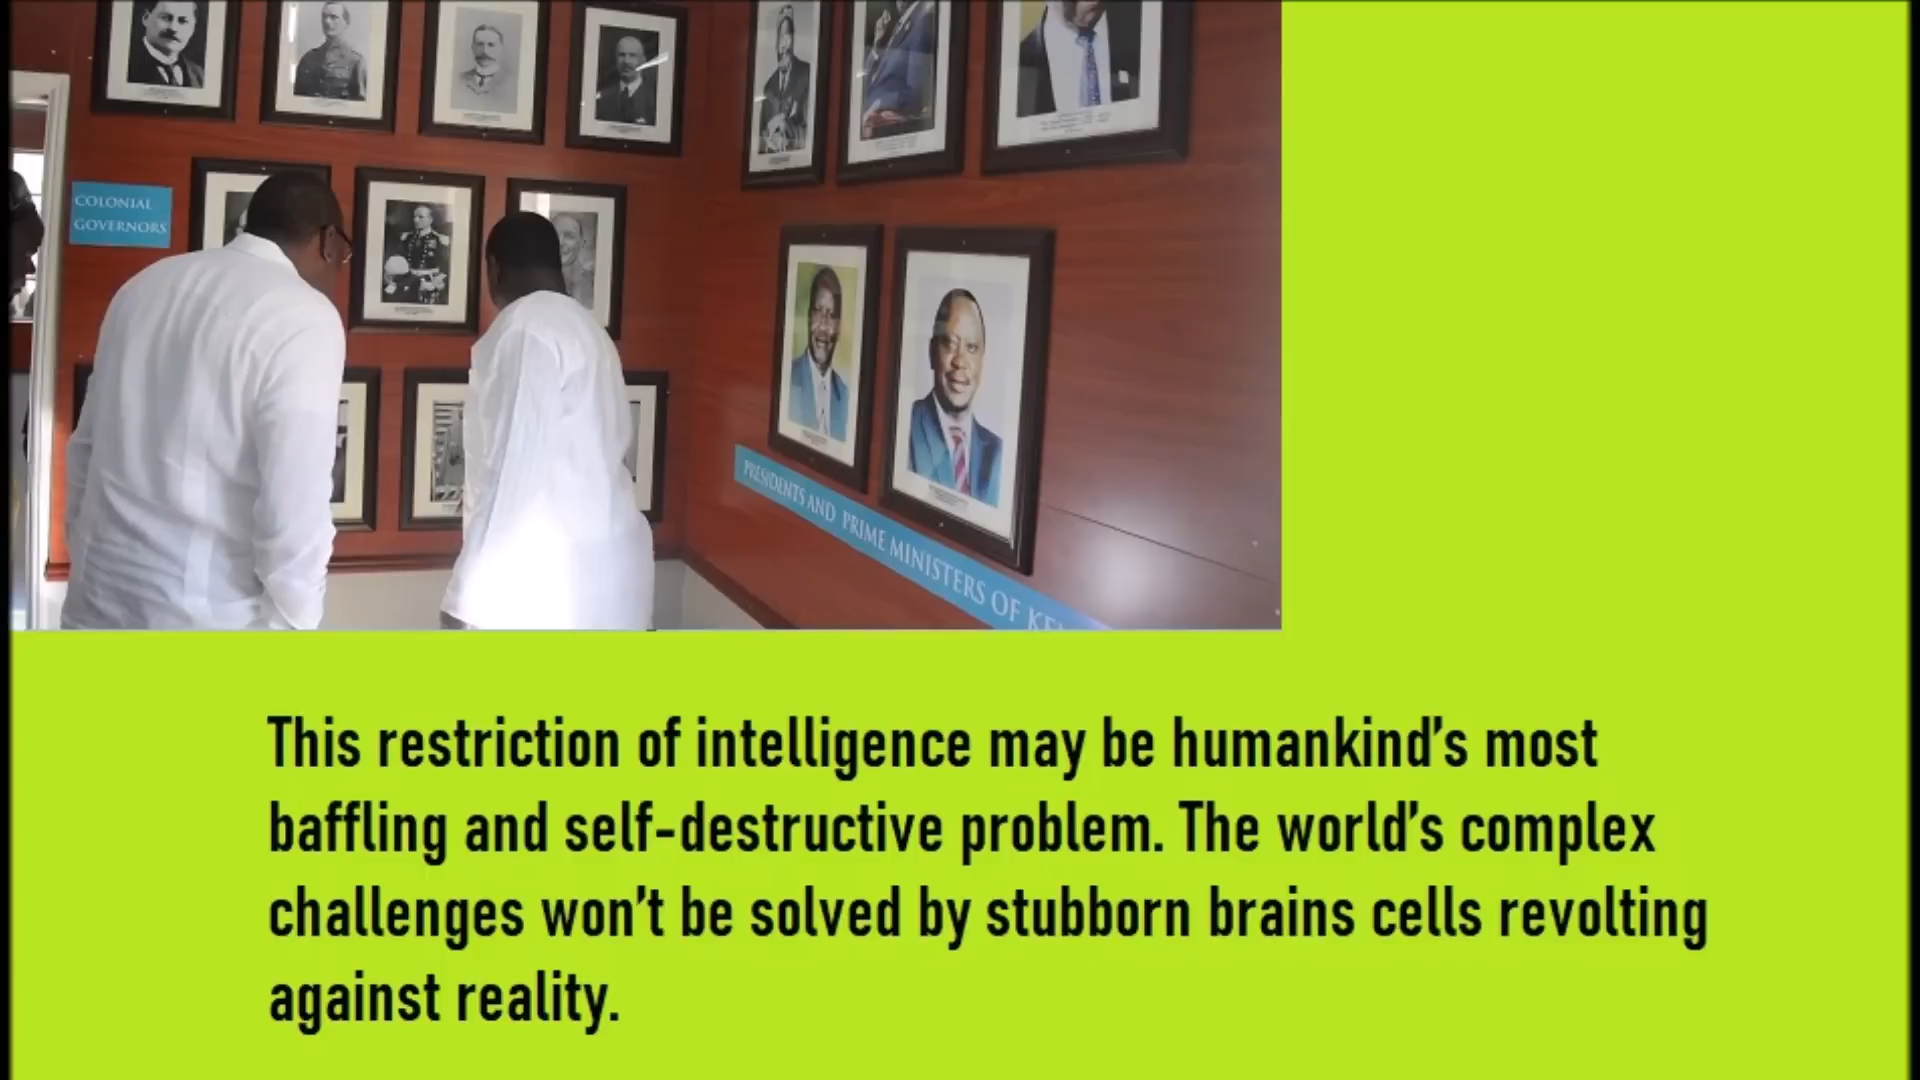 COLONIAL
GOVERNORS
PRESIDENTS AND PRIME MINISTERS OF
This restriction of intelligence may be humankind’s most
baffling and self-destructive problem. The world’s complex
challenges won’t be solved by stubborn brains cells revolting
against reality.